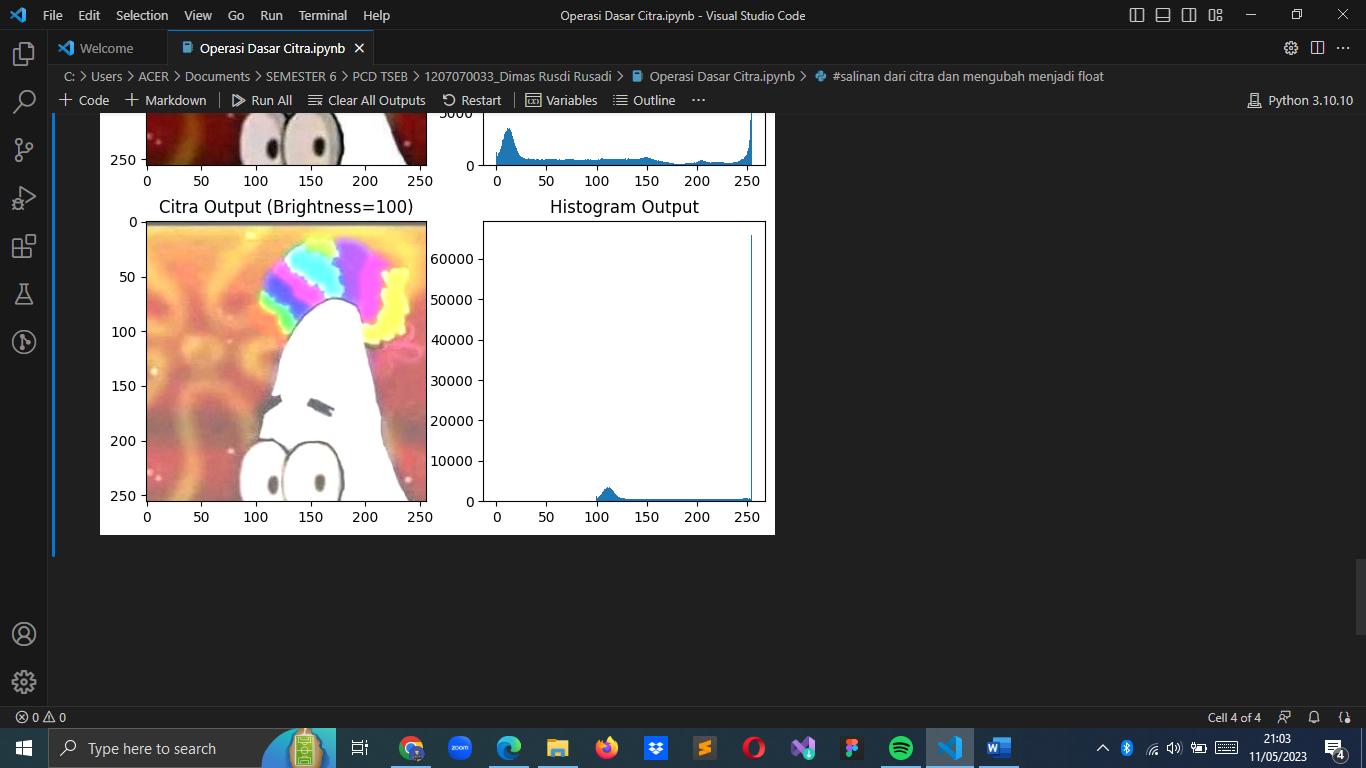 File Edit Selection View Go Run Terminal Help Operasi Dasar Citra.ipynb - Visual Studio Code
Welcome Operasi Dasar Citra.ipynb
C: > Users > ACER > Documents > SEMESTER 6 > PCD TSEB > 1207070033_Dimas Rusdi Rusadi > Operasi Dasar Citra.ipynb > #salinan dari citra dan mengubah menjadi float
Code Markdown Run All Clear All Outputs Restart Variables Outline ... Python 3.10.10
5000
250 0
0 50 100 150 200 250 0 50 100 150 200 250
Citra Output (Brightness=100) Histogram Output
0
60000
50
50000
100
40000
150
30000
200
20000
10000
250
0
0 50 100 150 200 250 0 50 100 150 200 250
0 0 Cell 4 of 4
Type here to search zoom 21:03
11/05/2023 4